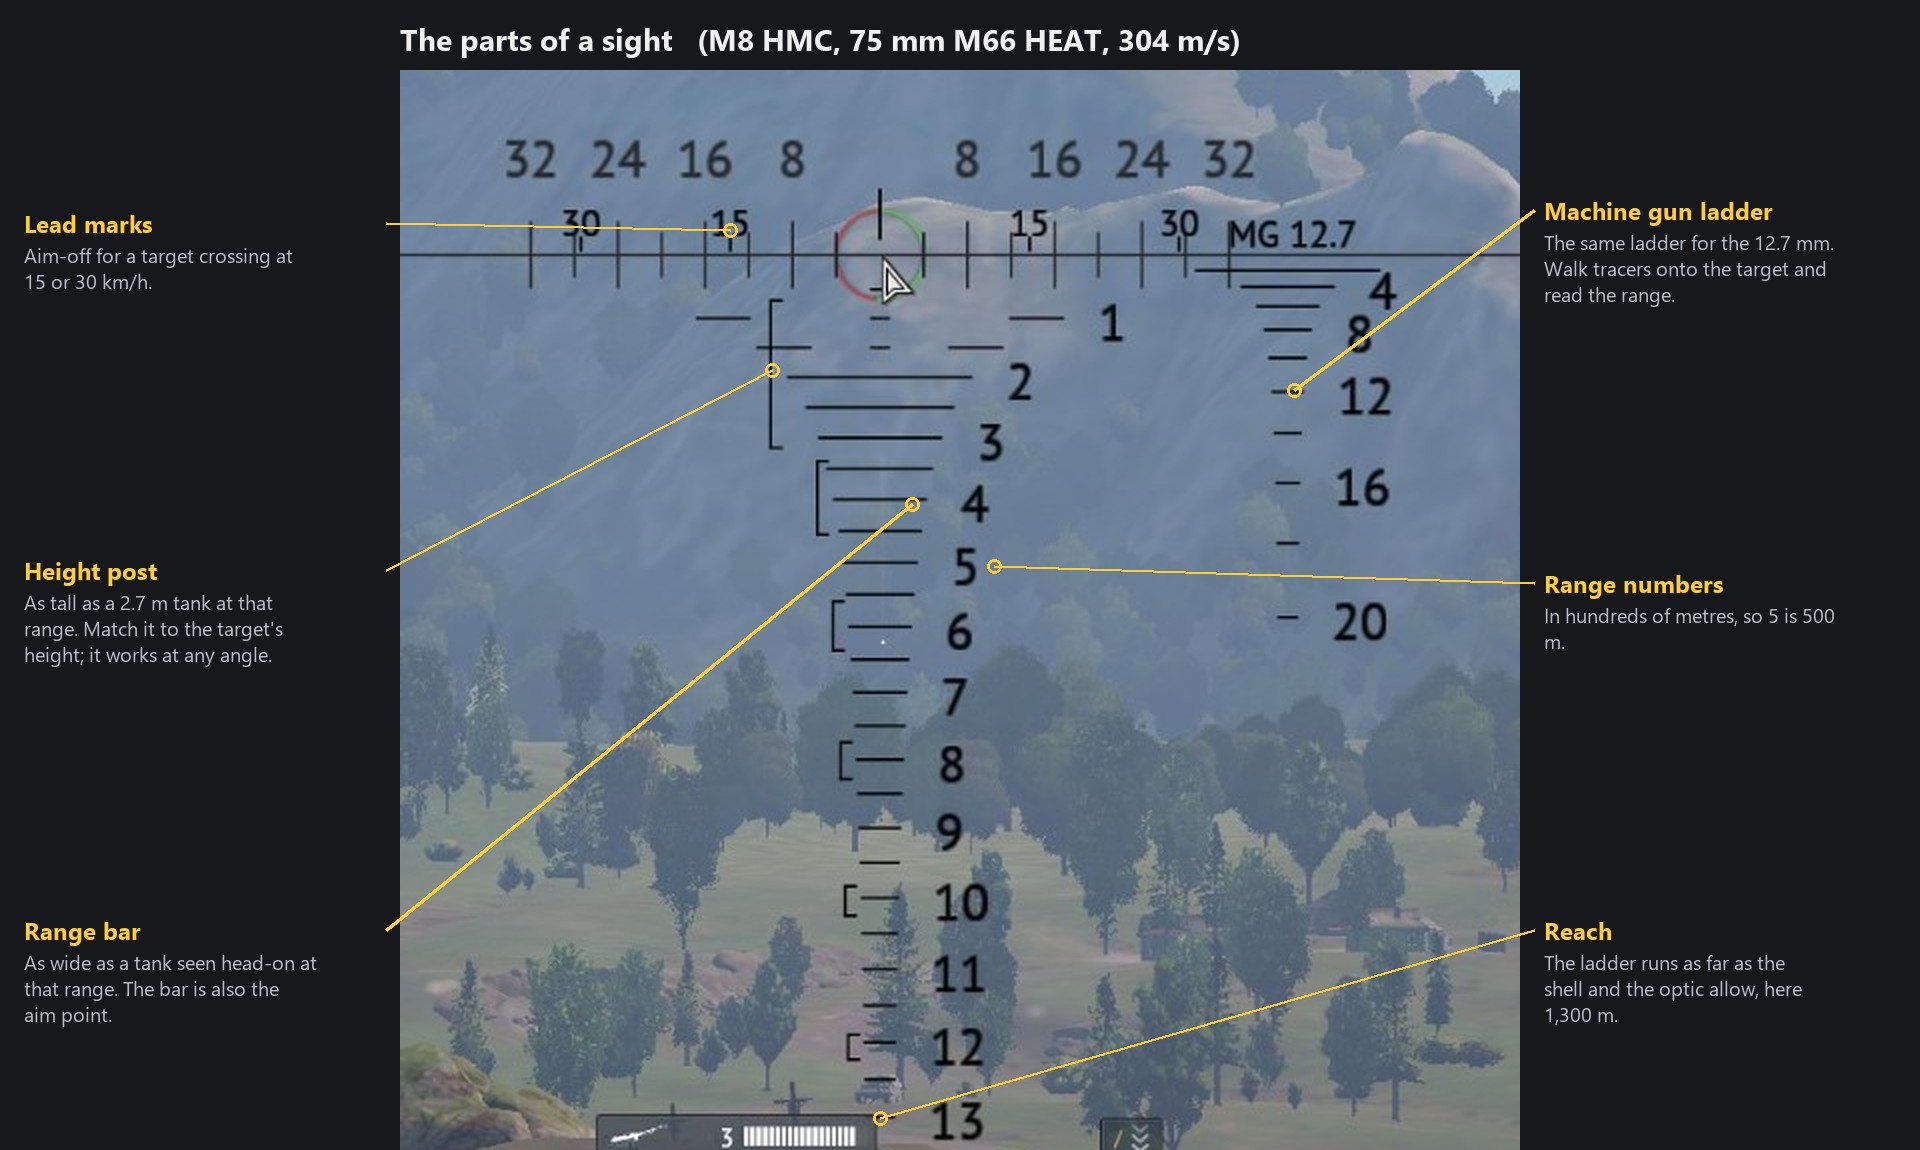 The parts of a sight (M8 HMC, 75 mm M66 HEAT, 304 m/s)
32 24 16 8 8 16 24 32
30 15 15 30 MG 12.7
Lead marks
Aim-off for a target crossing at
15 or 30 km/h.
Height post
As tall as a 2.7 m tank at that
range. Match it to the target's
height; it works at any angle.
Range bar
As wide as a tank seen head-on at
that range. The bar is also the
aim point.
1
2
3
4
5
6
7
8
9
10
11
12
13
4
8
12
16
20
3
Machine gun ladder
The same ladder for the 12.7 mm.
Walk tracers onto the target and
read the range.
Range numbers
In hundreds of metres, so 5 is 500
m.
Reach
The ladder runs as far as the
shell and the optic allow, here
1,300 m.